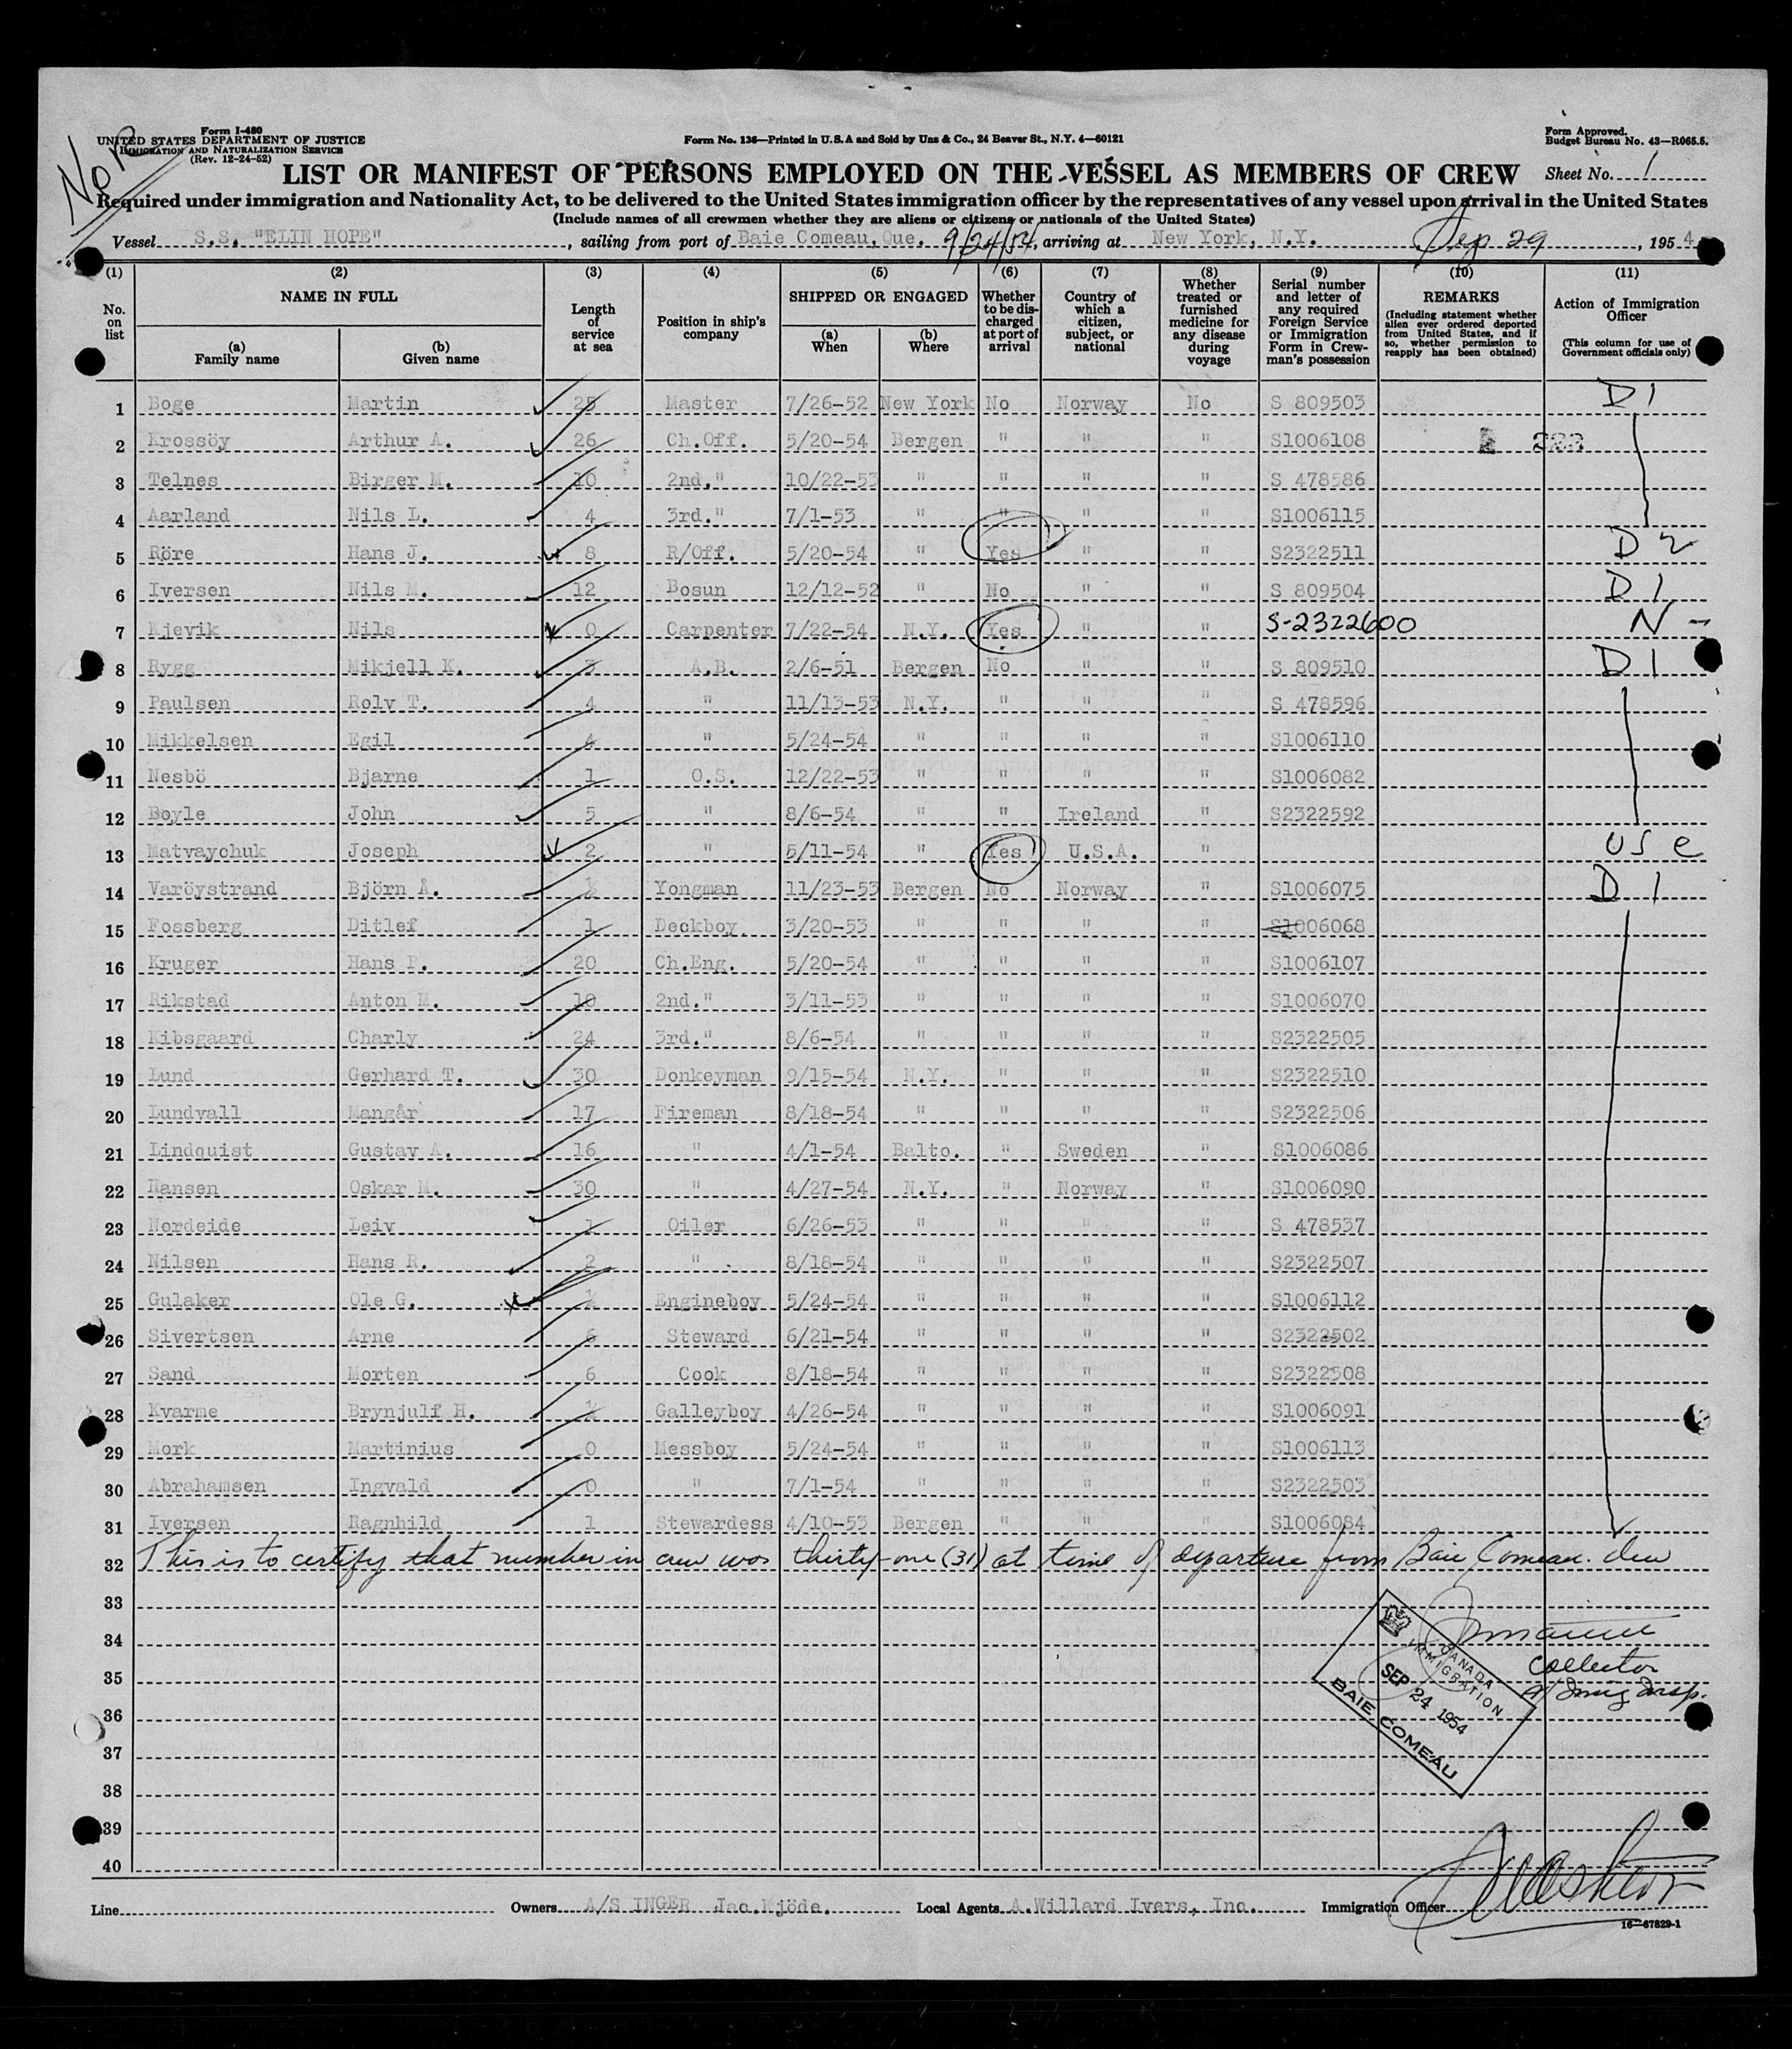 Nor
Form I-480
UNITED STATES DEPARTMENT OF JUSTICE
IMMIGRATION AND NATURALIZATION SERVICE
(Rev. 12-24-52)
Form No. 136—Printed in U.S.A and Sold by Unz & Co., 24 Beaver St., N.Y. 4—60121
Form Approved.
Budget Bureau No. 43—R065.5.
LIST OR MANIFEST OF PERSONS EMPLOYED ON THE VESSEL AS MEMBERS OF CREW
Sheet No. 1
Required under immigration and Nationality Act, to be delivered to the United States immigration officer by the representatives of any vessel upon arrival in the United States
(Include names of all crewmen whether they are aliens or citizens or nationals of the United States)
Vessel S.S. "ELIN HOPE", sailing from port of Baie Comeau, Que. 9/24/54, arriving at New York, N.Y. Sep 29, 1954
(1) (2) (3) (4) (5) (6) (7) (8) (9) (10) (11)
No. on list
NAME IN FULL
(a) Family name
(b) Given name
Length of service at sea
Position in ship's company
SHIPPED OR ENGAGED
(a) When
(b) Where
Whether to be discharged at port of arrival
Country of which a citizen, subject, or national
Whether treated or furnished medicine for any disease during voyage
Serial number and letter of any required Foreign Service or Immigration Form in Crewman's possession
REMARKS
(Including statement whether alien ever ordered deported from United States, and if so, whether permission to reapply has been obtained)
Action of Immigration Officer
(This column for use of Government officials only)
1 Boge Martin 25 Master 7/26-52 New York No Norway No S 809503 D 1
2 Krossöy Arthur A. 26 Ch.Off. 5/20-54 Bergen " " " S1006108
3 Telnes Birger M. 10 2nd." 10/22-53 " " " " S 478586
4 Aarland Nils L. 4 3rd." 7/1-53 " " " " S1006115
5 Röre Hans J. 8 R/Off. 5/20-54 " Yes " " S2322511 D 2
6 Iversen Nils M. 12 Bosun 12/12-52 " No " " S 809504 D 1
7 Mjevik Nils 0 Carpenter 7/22-54 N.Y. Yes " " S-2322600 N -
8 Rygg Mikjell K. 3 A.B. 2/6-51 Bergen No " " S 809510 D 1
9 Paulsen Rolv T. 4 " 11/13-53 N.Y. " " " S 478596
10 Mikkelsen Egil 4 " 5/24-54 " " " " S1006110
11 Nesbö Bjarne 1 O.S. 12/22-53 " " " " S1006082
12 Boyle John 5 " 8/6-54 " " Ireland " S2322592
13 Matvaychuk Joseph 2 " 5/11-54 " Yes U.S.A. " USC
14 Varöystrand Björn Å. ½ Yongman 11/23-53 Bergen No Norway " S1006075 D 1
15 Fossberg Ditlef 1 Deckboy. 3/20-53 " " " " S1006068
16 Kruger Hans P. 20 Ch.Eng. 5/20-54 " " " " S1006107
17 Rikstad Anton M. 10 2nd." 3/11-53 " " " " S1006070
18 Kibsgaard Charly 24 3rd." 8/6-54 " " " " S2322505
19 Lund Gerhard T. 30 Donkeyman 9/15-54 N.Y. " " " S2322510
20 Lundvall Mangår 17 Fireman 8/18-54 " " " " S2322506
21 Lindquist Gustav A. 16 " 4/1-54 Balto. " Sweden " S1006086
22 Hansen Oskar M. 30 " 4/27-54 N.Y. " Norway " S1006090
23 Nordeide Leiv 1 Oiler 6/26-53 " " " " S 478537
24 Nilsen Hans R. 2 " 8/18-54 " " " " S2322507
25 Gulaker Ole G. ½ Engineboy 5/24-54 " " " " S1006112
26 Sivertsen Arne 6 Steward 6/21-54 " " " " S2322502
27 Sand Morten 6 Cook 8/18-54 " " " " S2322508
28 Kvarme Brynjulf H. ½ Galleyboy 4/26-54 " " " " S1006091
29 Mork Martinius 0 Messboy 5/24-54 " " " " S1006113
30 Abrahamsen Ingvald 0 " 7/1-54 " " " " S2322503
31 Iversen Ragnhild 1 Stewardess 4/10-53 Bergen " " " S1006084
32 This is to certify that number in crew was thirty-one (31) at time of departure from Baie Comeau.
33
34
35
36
37
38
39
40
Collector
CANADA
IMMIGRATION
SEP 24 1954
BAIE COMEAU
Line Owners A/S INGER Jac.Kjöde. Local Agents A.Willard Ivers, Inc. Immigration Officer
16—67829-1